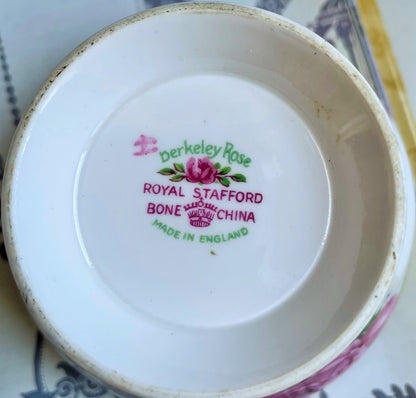 Berkeley Rose
ROYAL STAFFORD
BONE CHINA
MADE IN ENGLAND